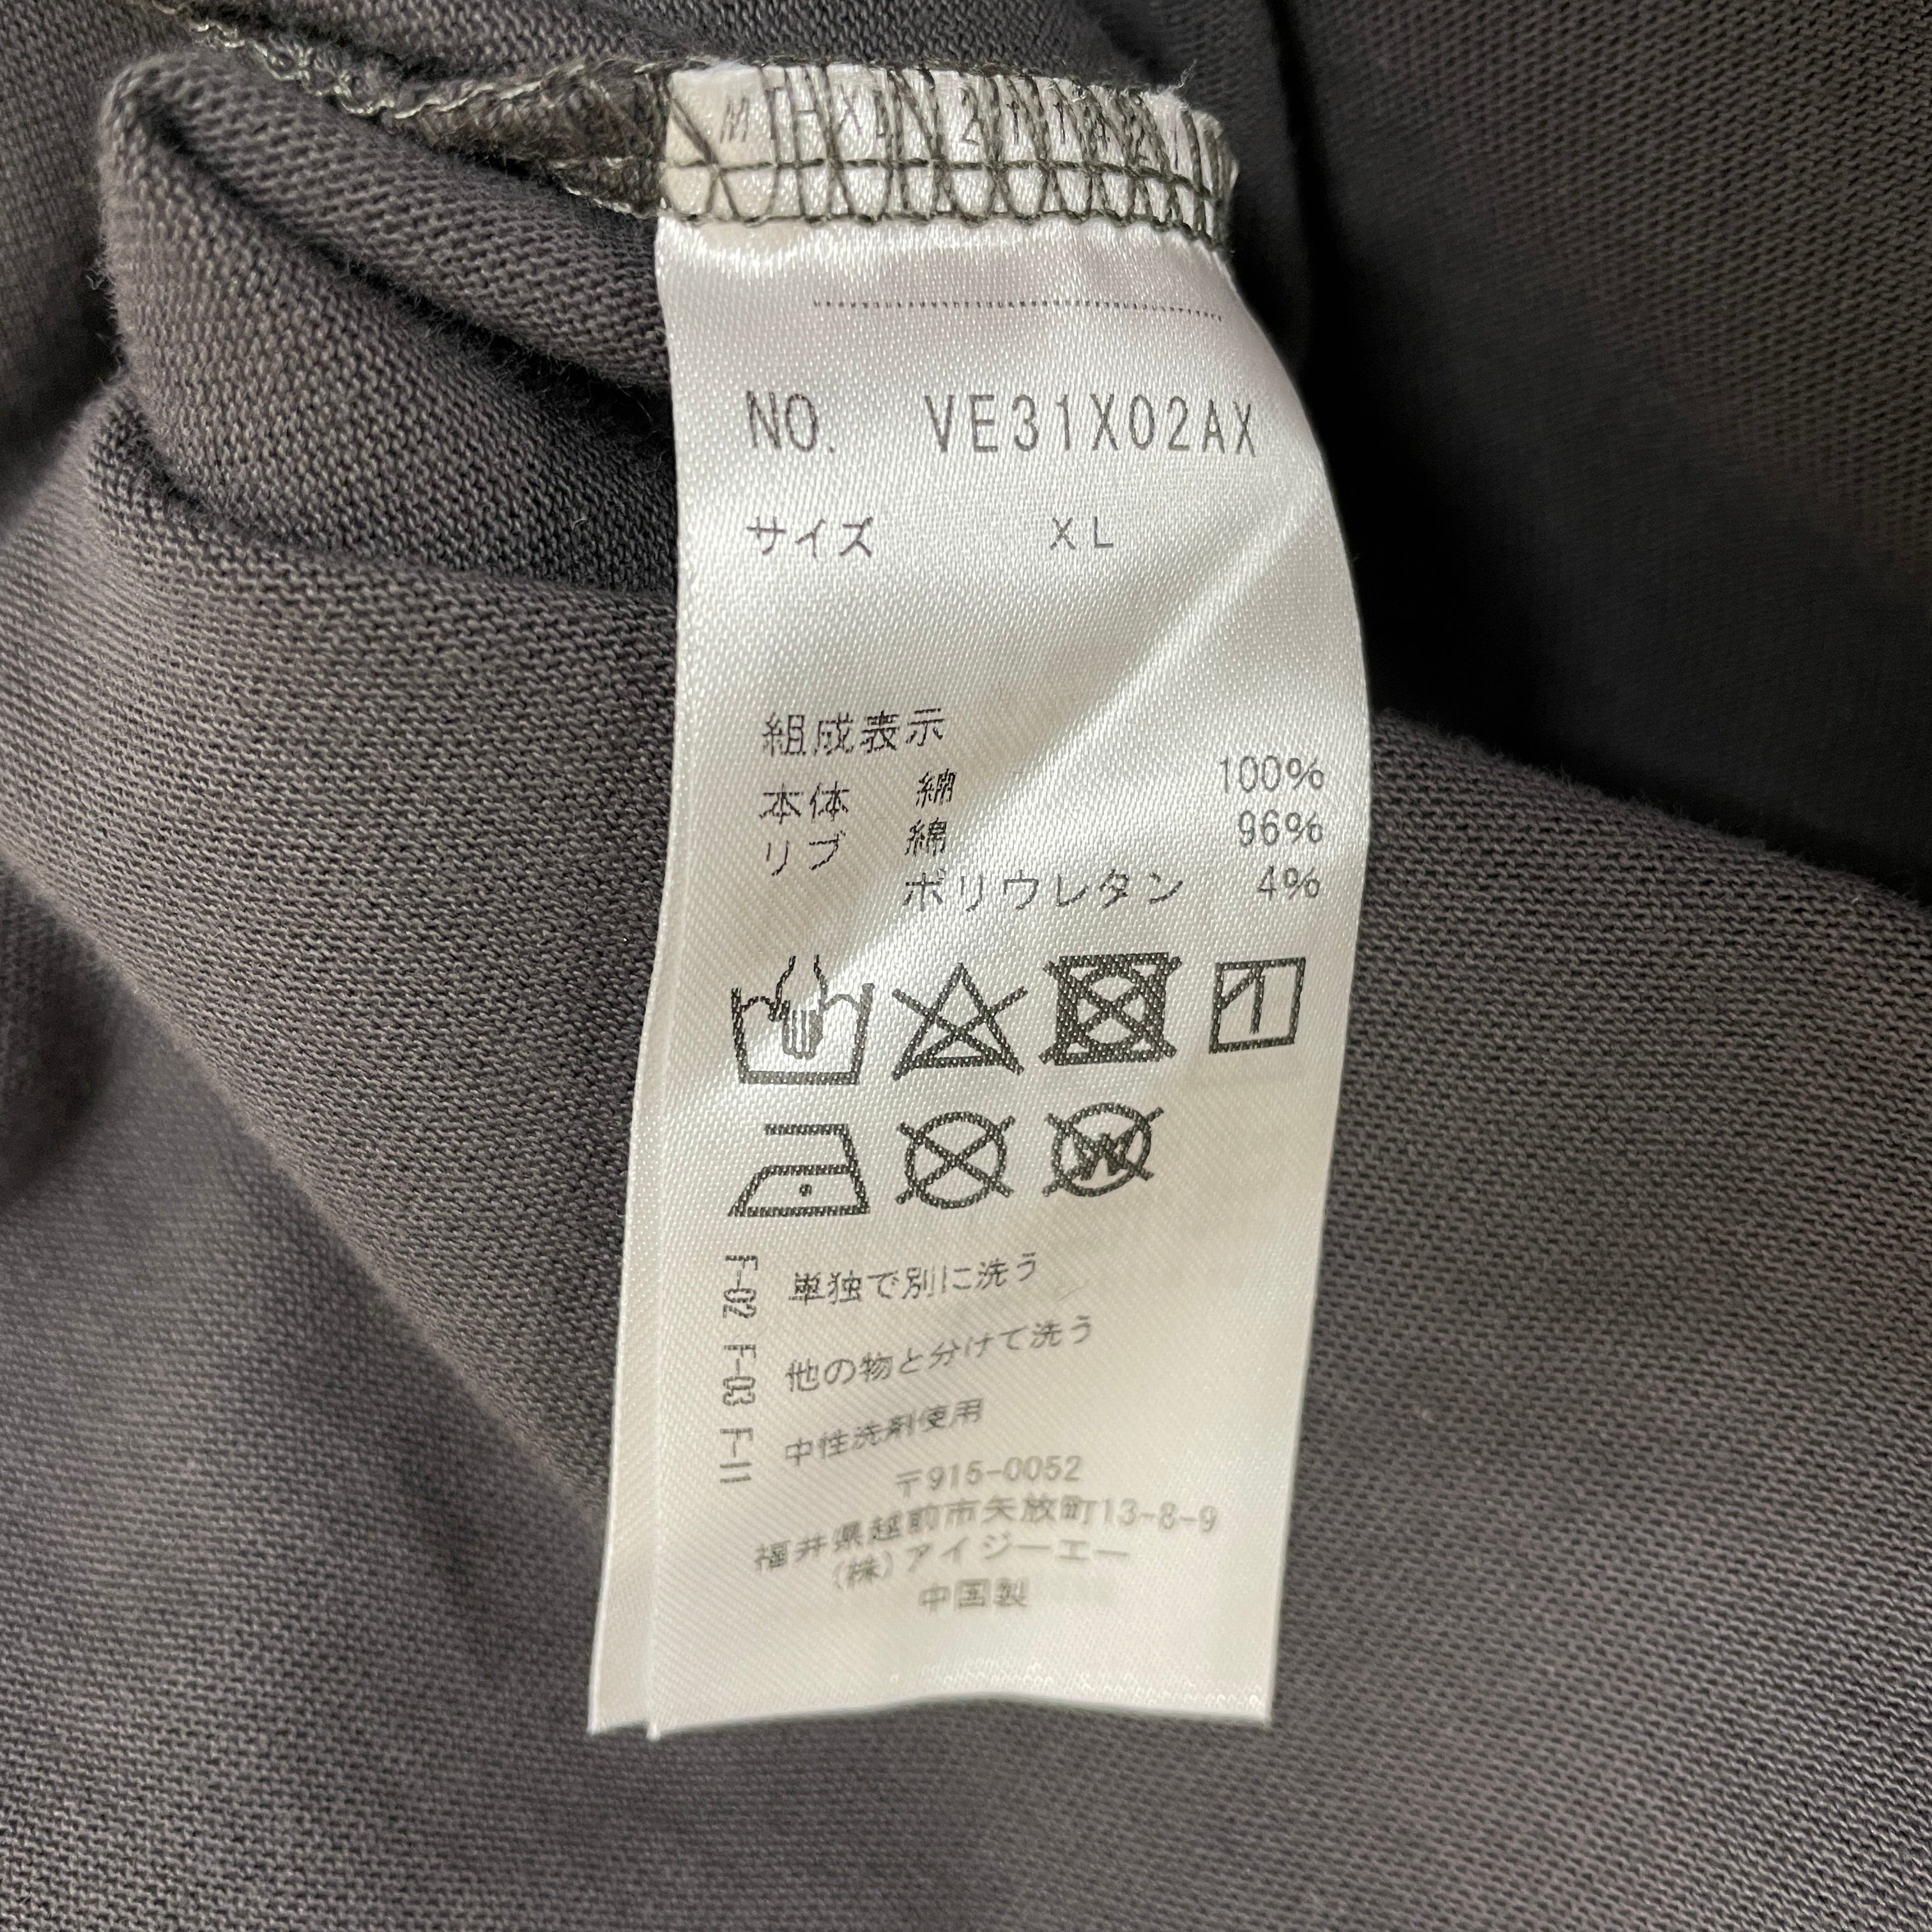 NO. VE31X02AX
サイズ XL
組成表示
本体 綿 100%
リブ 綿 96%
ポリウレタン 4%
F-02 F-03 F-11
単独で別に洗う
他の物と分けて洗う
中性洗剤使用
〒915-0052
福井県越前市矢放町13-8-9
(株)アイジーエー
中国製